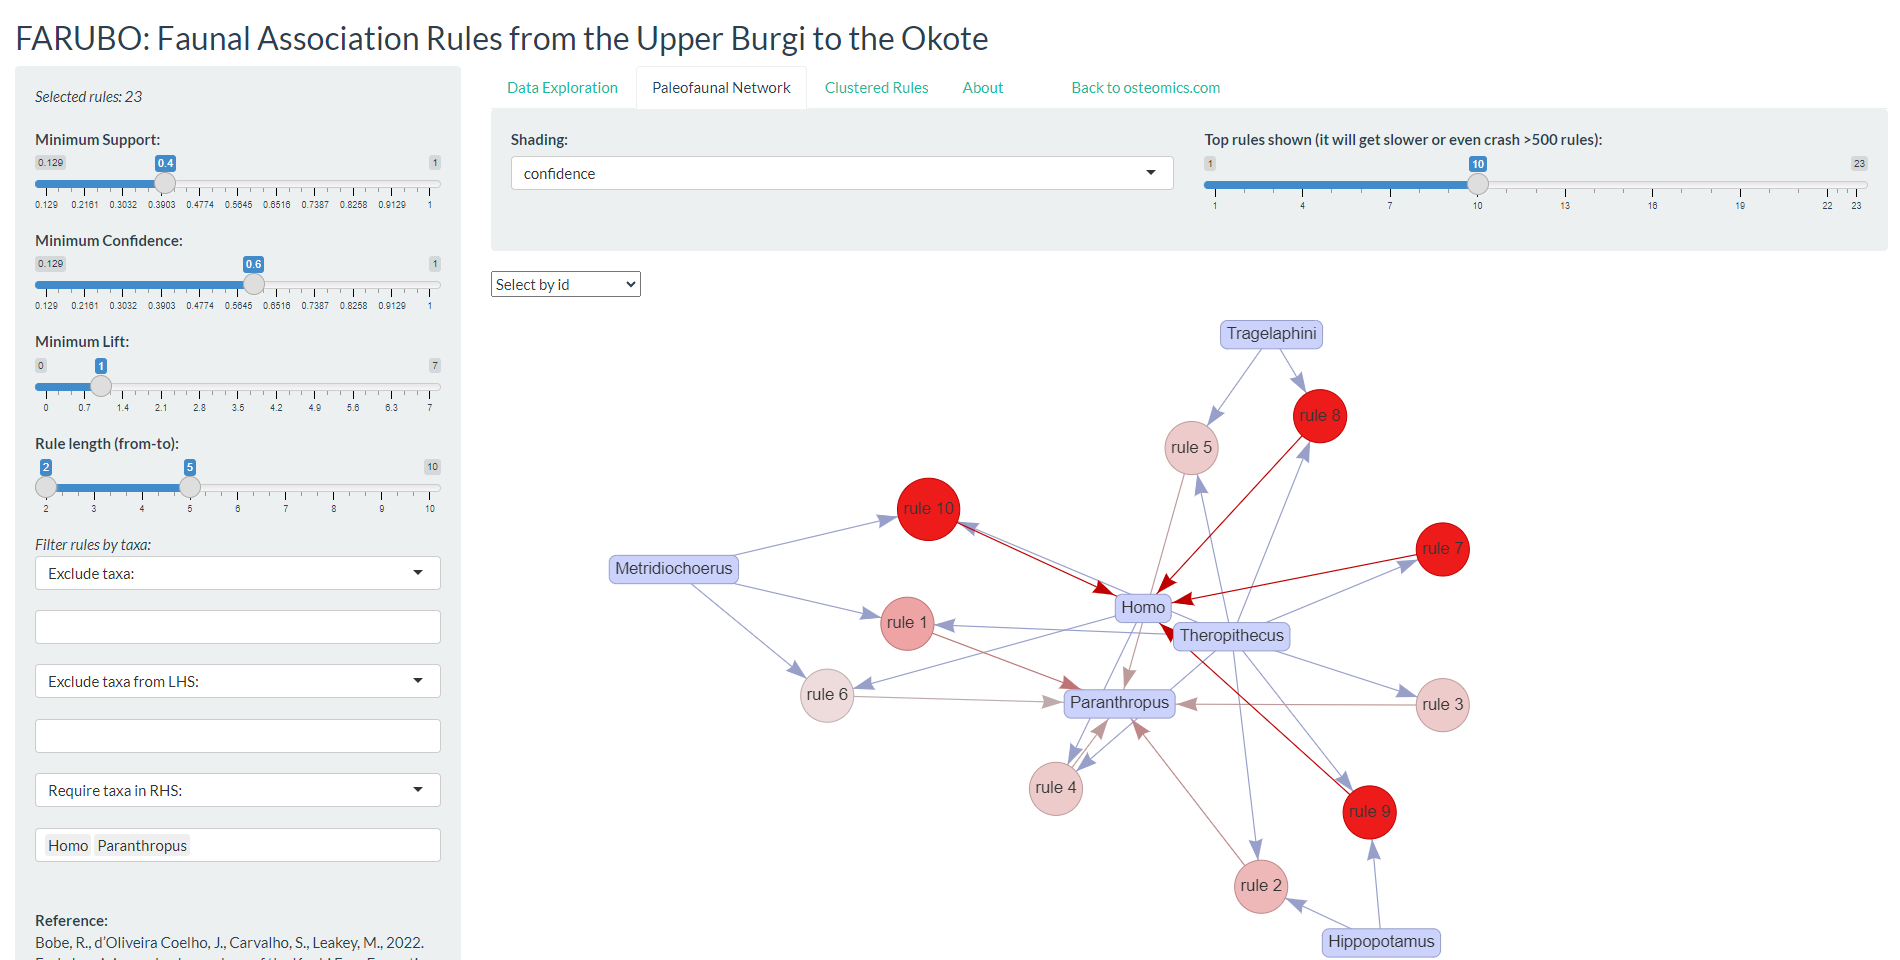 FARUBO: Faunal Association Rules from the Upper Burgi to the Okote
Selected rules: 23
Minimum Support:
0.129 0.4 1
0.129 0.2161 0.3032 0.3903 0.4774 0.5645 0.6516 0.7387 0.8258 0.9129 1
Minimum Confidence:
0.129 0.6 1
0.129 0.2161 0.3032 0.3903 0.4774 0.5645 0.6516 0.7387 0.8258 0.9129 1
Minimum Lift:
0 1 7
0 0.7 1.4 2.1 2.8 3.5 4.2 4.9 5.6 6.3 7
Rule length (from-to):
2 5 10
2 3 4 5 6 7 8 9 10
Filter rules by taxa:
Exclude taxa:
Exclude taxa from LHS:
Require taxa in RHS:
Homo Paranthropus
Reference:
Bobe, R., d'Oliveira Coelho, J., Carvalho, S., Leakey, M., 2022.
Data Exploration Paleofaunal Network Clustered Rules About Back to osteomics.com
Shading:
confidence
Top rules shown (it will get slower or even crash >500 rules):
1 10 23
1 4 7 10 13 16 19 22 23
Select by id
Tragelaphini
rule 8
rule 5
rule 10
rule 7
Metridiochoerus
Homo
rule 1
Theropithecus
rule 6
Paranthropus
rule 3
rule 4
rule 9
rule 2
Hippopotamus